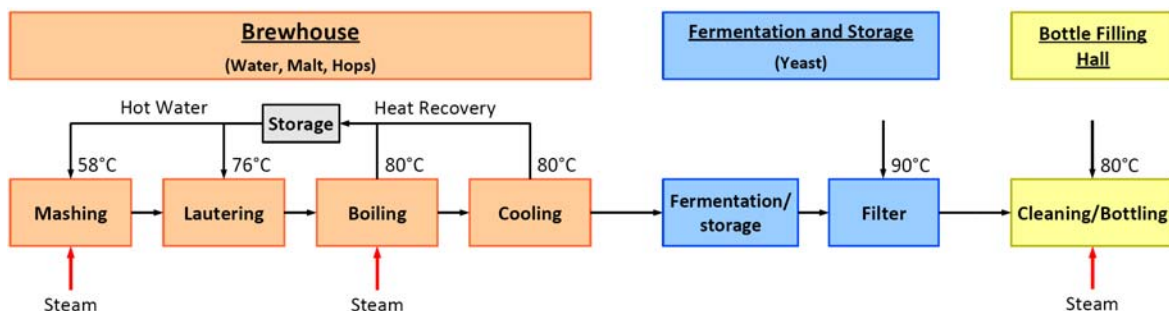 Brewhouse
(Water, Malt, Hops)
Fermentation and Storage
(Yeast)
Bottle Filling
Hall
Hot Water
Storage
Heat Recovery
58°C
76°C
80°C
80°C
90°C
80°C
Mashing
Lautering
Boiling
Cooling
Fermentation/
storage
Filter
Cleaning/Bottling
Steam
Steam
Steam